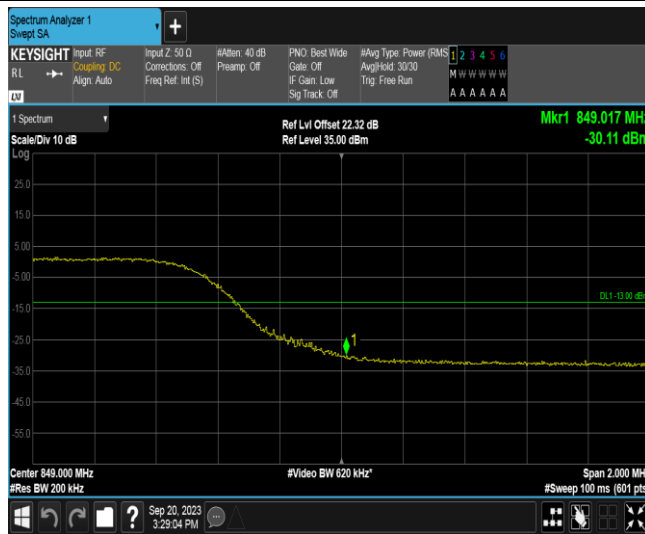 Spectrum Analyzer 1
Swept SA
+
KEYSIGHT Input: RF Input Z: 50 Ω #Atten: 40 dB PNO: Best Wide #Avg Type: Power (RMS 1 2 3 4 5 6
RL Coupling: DC Corrections: Off Preamp: Off Gate: Off Avg|Hold: 30/30 M W W W W W
Align: Auto Freq Ref: Int (S) IF Gain: Low Trig: Free Run
Sig Track: Off A A A A A A
LXI
1 Spectrum Ref Lvl Offset 22.32 dB Mkr1 849.017 MHz
Scale/Div 10 dB Ref Level 35.00 dBm -30.11 dBm
Log
25.0
15.0
5.00
-5.00
DL1 -13.00 dBm
-15.0
-25.0
1
-35.0
-45.0
-55.0
Center 849.000 MHz #Video BW 620 kHz* Span 2.000 MHz
#Res BW 200 kHz #Sweep 100 ms (601 pts
? Sep 20, 2023
3:29:04 PM